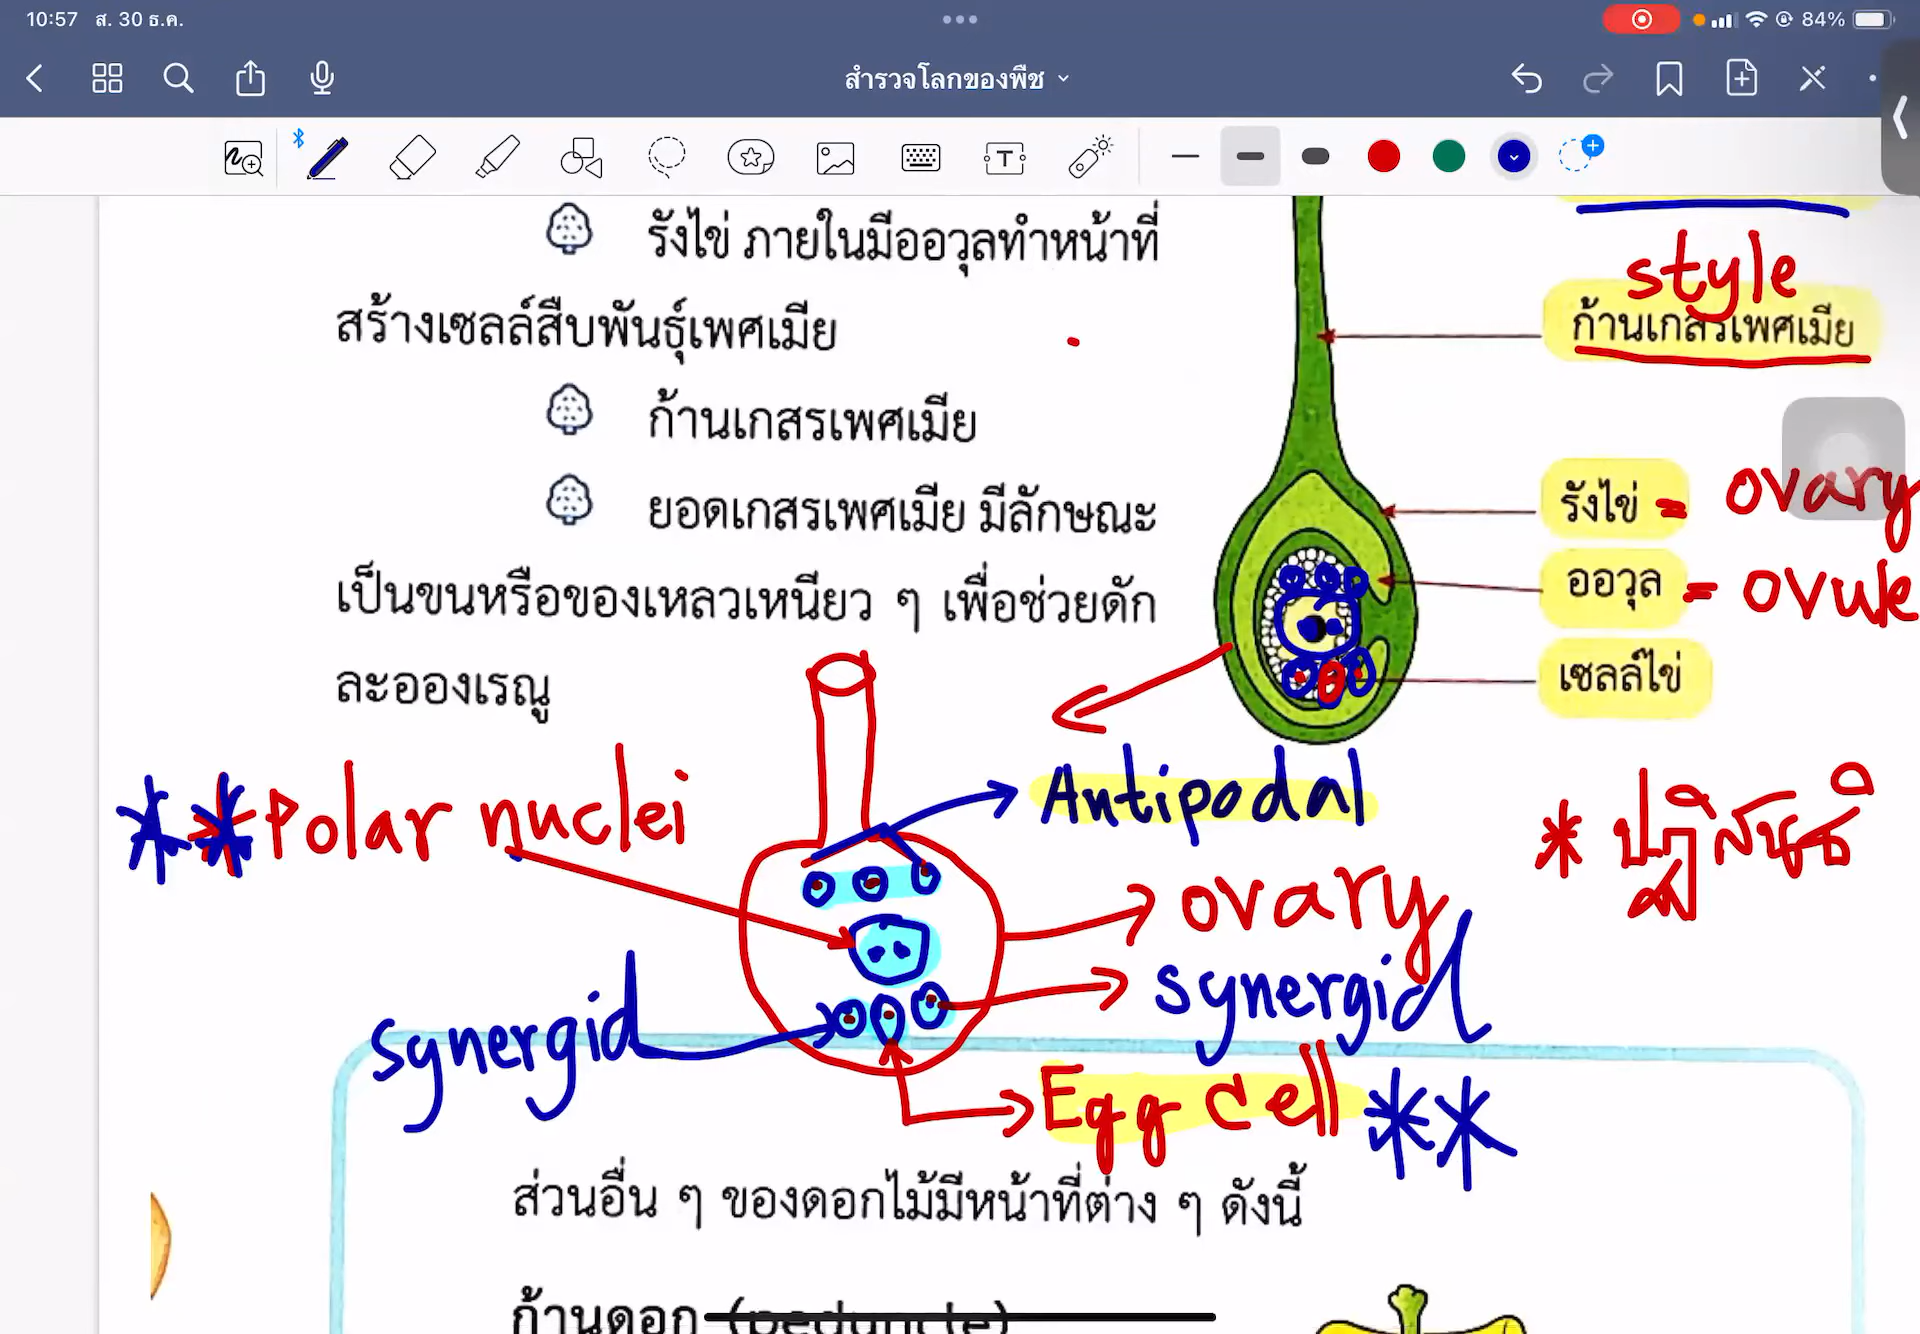 10:57 ส. 30 ธ.ค.
84%
สำรวจโลกของพืช
รังไข่ ภายในมีออวุลทำหน้าที่
สร้างเซลล์สืบพันธุ์เพศเมีย
ก้านเกสรเพศเมีย
ยอดเกสรเพศเมีย มีลักษณะ
เป็นขนหรือของเหลวเหนียว ๆ เพื่อช่วยดัก
ละอองเรณู
style
ก้านเกสรเพศเมีย
รังไข่ = ovary
ออวุล = ovule
เซลล์ไข่
Polar nuclei
Antipodal
* ปฏิสนธิ
ovary
synergid
synergid
Egg cell **
ส่วนอื่น ๆ ของดอกไม้มีหน้าที่ต่าง ๆ ดังนี้
ก้านดอก (peduncle)